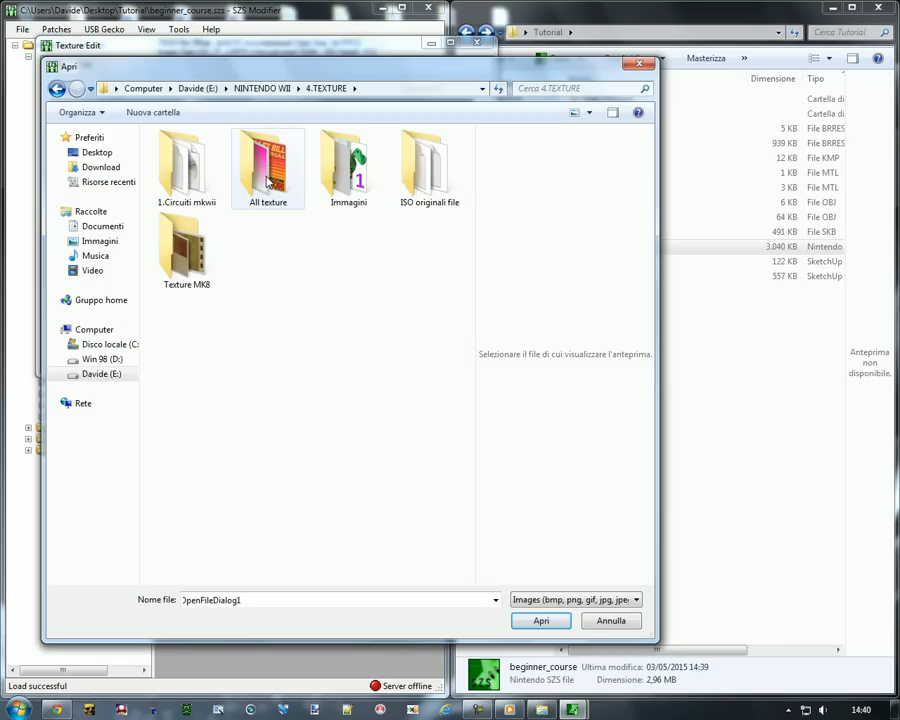 C:\Users\Davide\Desktop\Tutorial\beginner_course.szs - SZS Modifier
File Patches USB Gecko View Tools Help
Tutorial
Cerca Tutorial
Texture Edit
Masterizza »
Apri
Computer Davide (E:) NINTENDO WII 4.TEXTURE
Cerca 4.TEXTURE
Organizza Nuova cartella
Dimensione Tipo
Cartella di
Cartella di
5 KB File BRRES
939 KB File BRRES
12 KB File KMP
1 KB File MTL
3 KB File MTL
6 KB File OBJ
64 KB File OBJ
491 KB File SKB
3.040 KB Nintendo
122 KB SketchUp
557 KB SketchUp
Preferiti
Desktop
Download
Risorse recenti
Raccolte
Documenti
Immagini
Musica
Video
Gruppo home
Computer
Disco locale (C:
Win 98 (D:)
Davide (E:)
Rete
1.Circuiti mkwii
All texture
Immagini
ISO originali file
Texture MK8
Selezionare il file di cui visualizzare l'anteprima.
Anteprima
non
disponibile.
Nome file: OpenFileDialog1
Images (bmp, png, gif, jpg, jpe
Apri Annulla
beginner_course Ultima modifica: 03/05/2015 14:39
Nintendo SZS file Dimensione: 2,96 MB
Load successful
Server offline
14:40